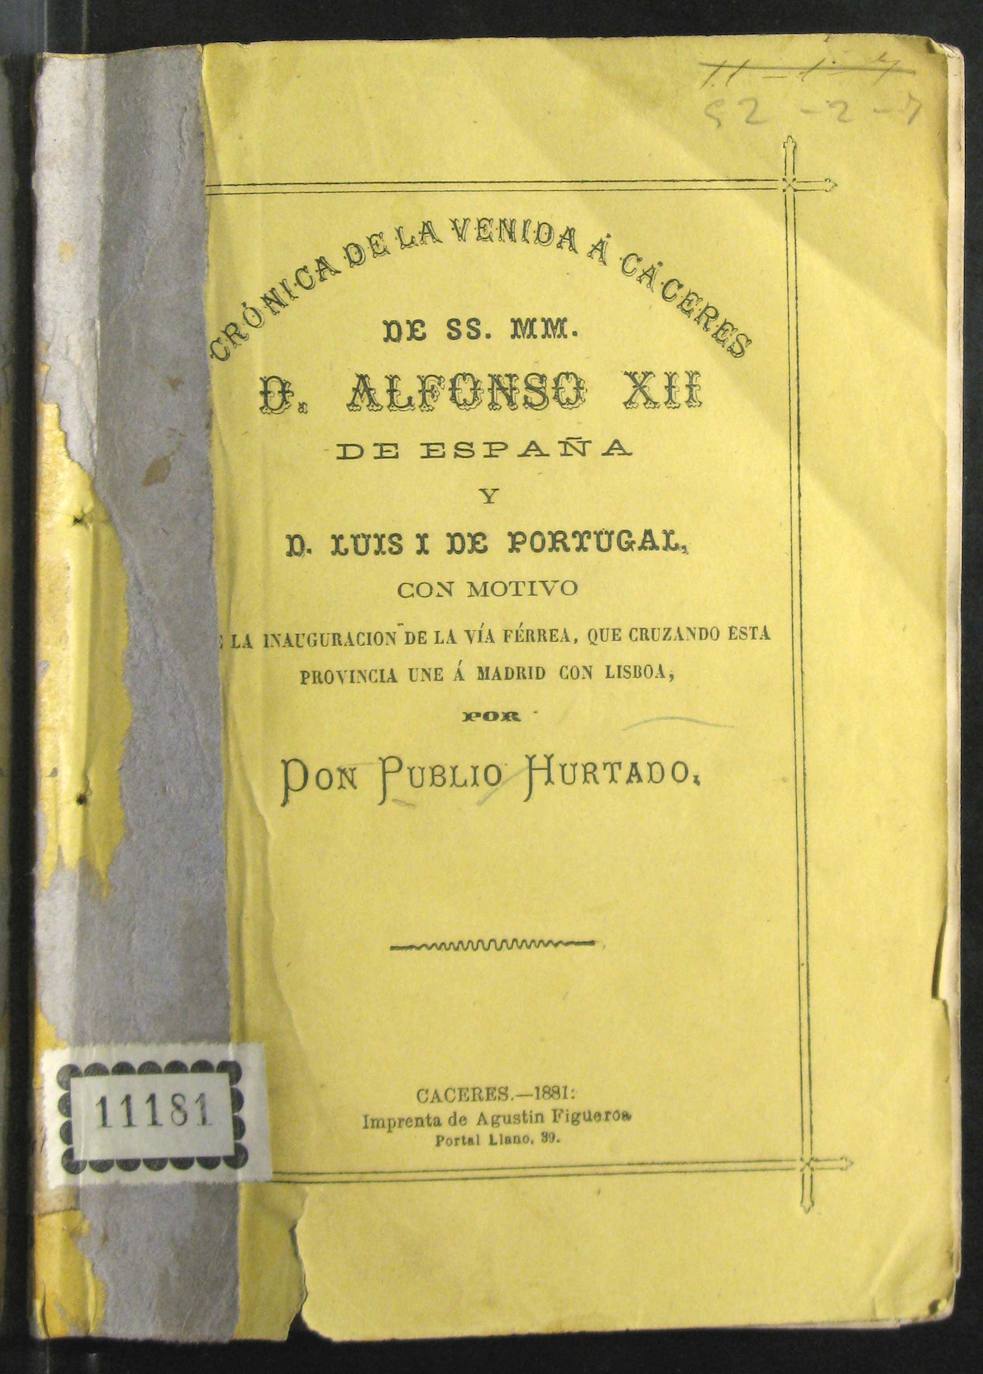 11-1-4
52-2-7
CRÓNICA DE LA VENIDA Á CÁCERES
DE SS. MM.
D. ALFONSO XII
DE ESPAÑA
Y
D. LUIS I DE PORTUGAL,
CON MOTIVO
LA INAUGURACION DE LA VÍA FÉRREA, QUE CRUZANDO ESTA
PROVINCIA UNE Á MADRID CON LISBOA,
POR
DON PUBLIO HURTADO.
CACERES.—1881:
Imprenta de Agustin Figueroa
Portal Llano, 39.
11181